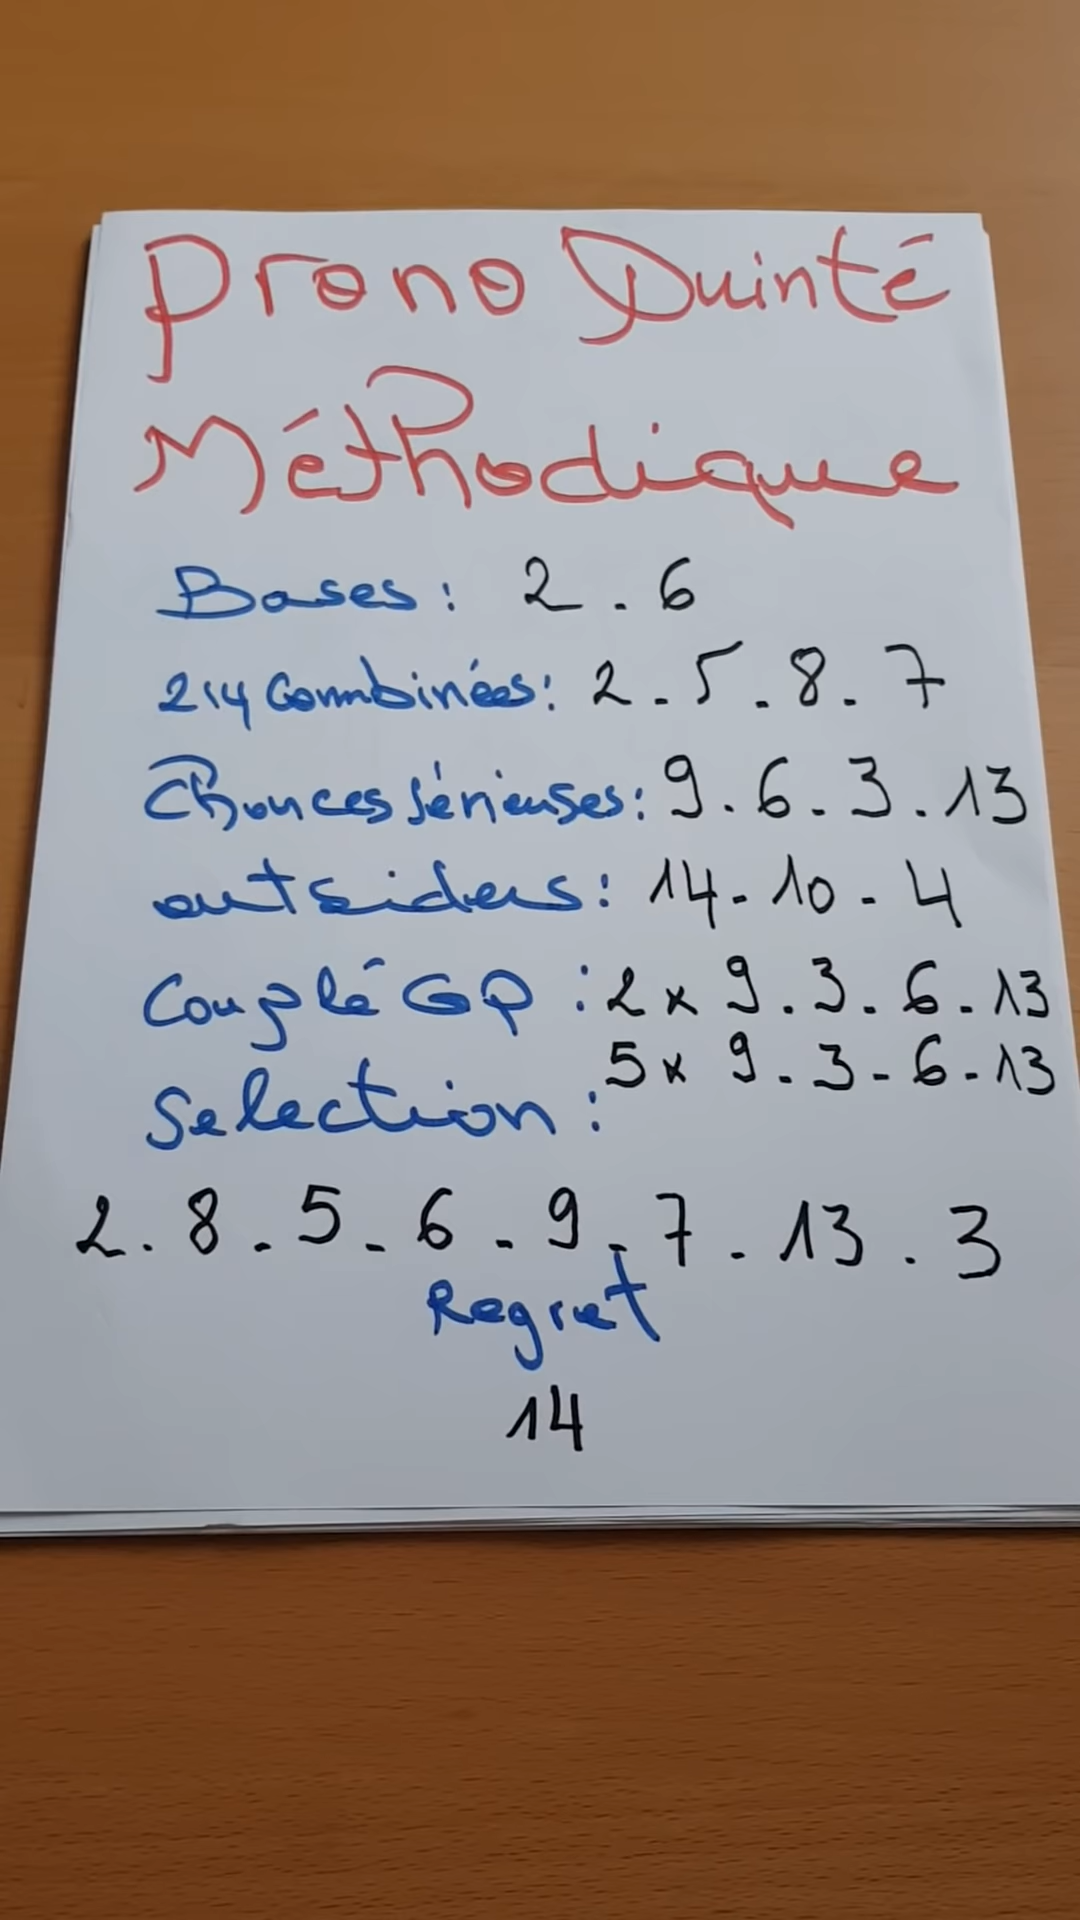 Prono Quinté
Méthodique
Bases: 2.6
2/4 Combinées: 2.5.8.7
Chances sérieuses: 9.6.3.13
outsiders: 14-10-4
Couplé GP: 2x 9.3-6-13
5x 9.3-6-13
Selection:
2.8.5-6-9.7.13.3
Regret
14